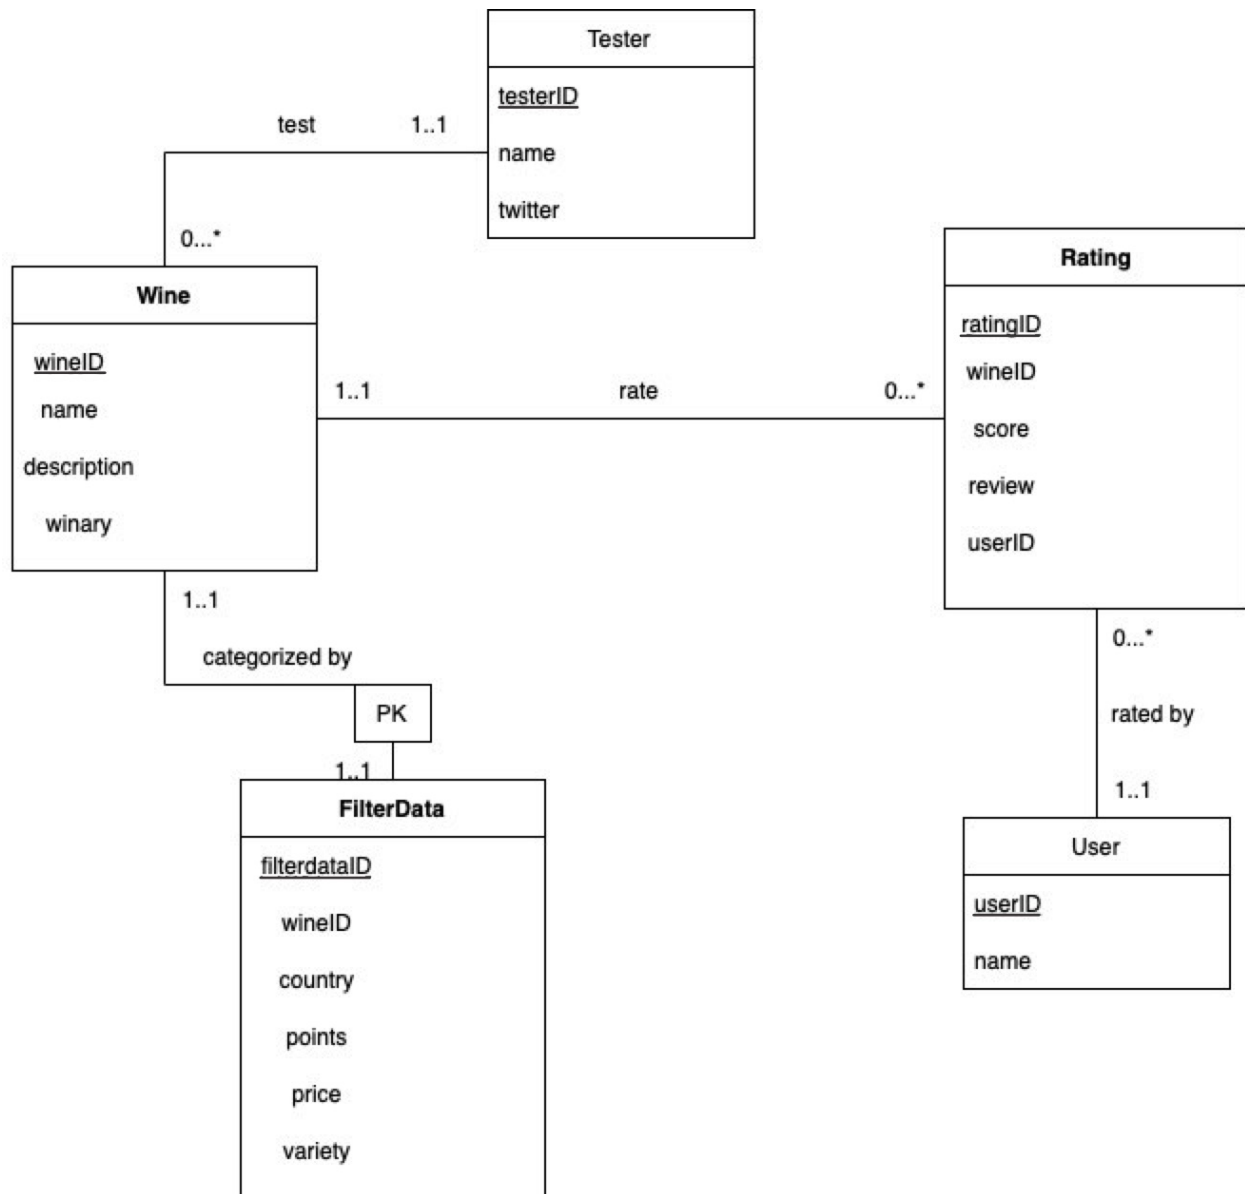 Tester
testerID
name
twitter
test
1..1
0...*
Wine
wineID
name
description
winary
1..1
rate
0...*
Rating
ratingID
wineID
score
review
userID
1..1
categorized by
PK
1..1
FilterData
filterdataID
wineID
country
points
price
variety
0...*
rated by
1..1
User
userID
name